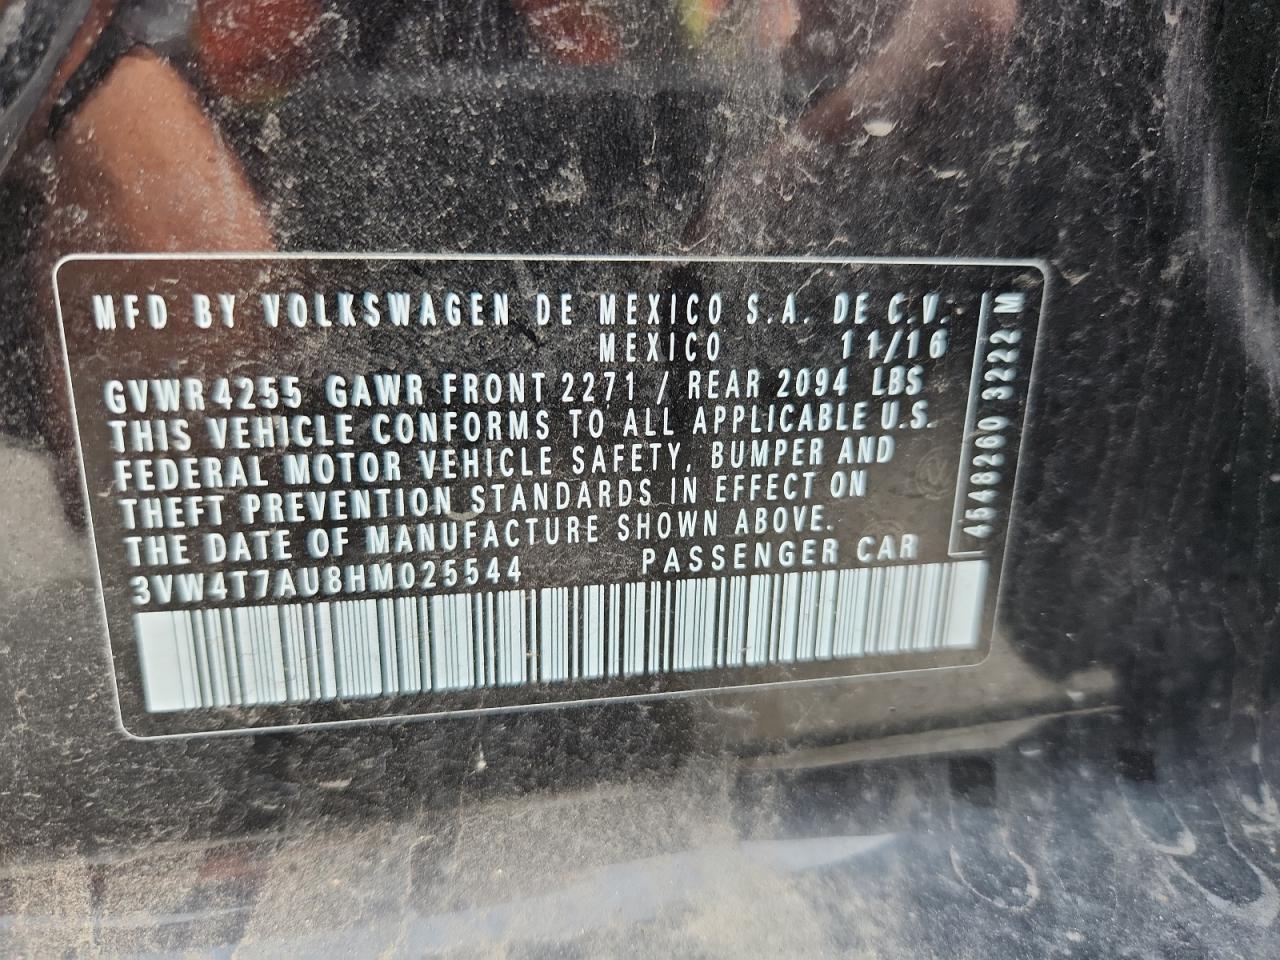 MFD BY VOLKSWAGEN DE MEXICO S.A. DE C.V.
MEXICO 11/16
GVWR 4255 GAWR FRONT 2271 / REAR 2094 LBS
THIS VEHICLE CONFORMS TO ALL APPLICABLE U.S.
FEDERAL MOTOR VEHICLE SAFETY, BUMPER AND
THEFT PREVENTION STANDARDS IN EFFECT ON
THE DATE OF MANUFACTURE SHOWN ABOVE.
3VW4T7AU8HM025544 PASSENGER CAR
4548260 3222 M